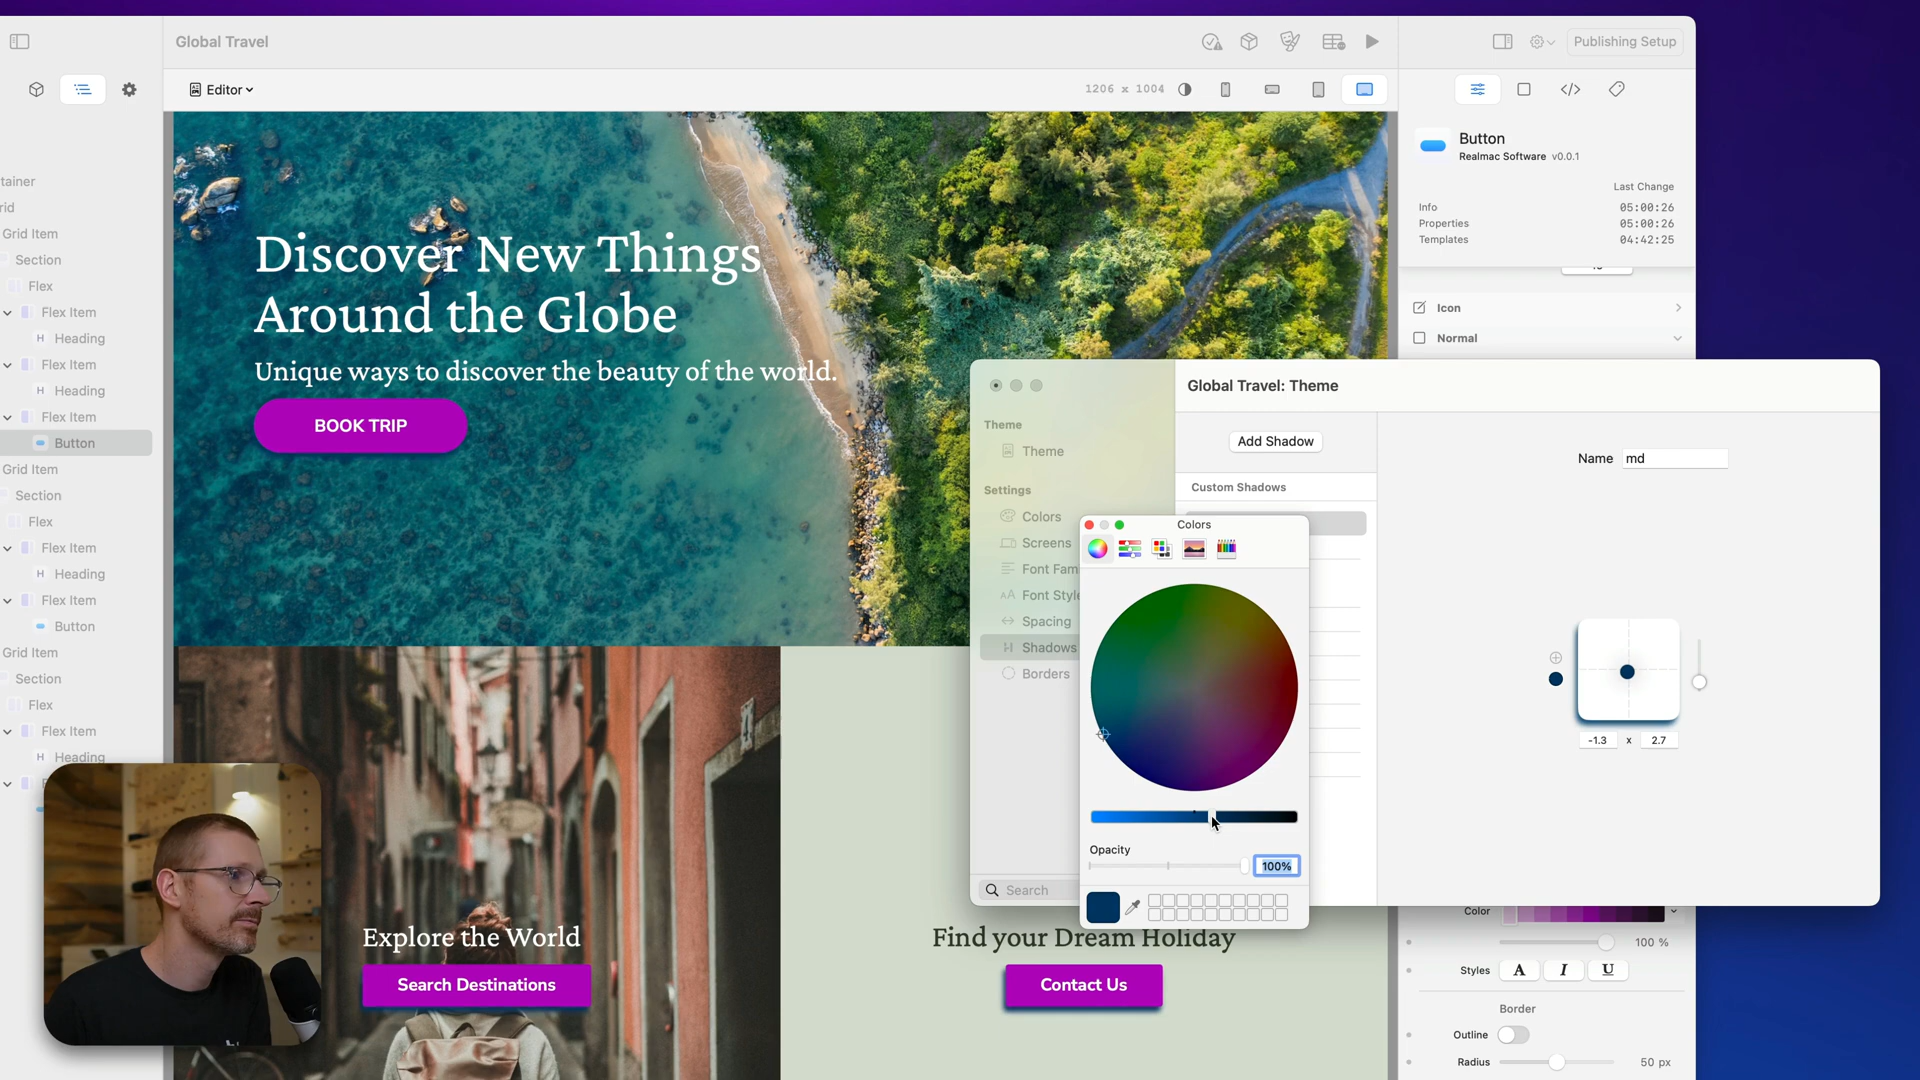 Global Travel
Publishing Setup
Editor
1206 x 1004
Button
Realmac Software v0.0.1
Last Change
Info 05:00:26
Properties 05:00:26
Templates 04:42:25
Icon
Normal
tainer
rid
Grid Item
Section
Flex
Flex Item
H Heading
Flex Item
H Heading
Flex Item
Button
Grid Item
Section
Flex
Flex Item
H Heading
Flex Item
Button
Grid Item
Section
Flex
Flex Item
H Heading
Discover New Things
Around the Globe
Unique ways to discover the beauty of the world.
BOOK TRIP
Explore the World
Search Destinations
Find your Dream Holiday
Contact Us
Global Travel: Theme
Theme
Theme
Settings
Colors
Screens
Font Fam
Font Style
Spacing
Shadows
Borders
Search
Add Shadow
Custom Shadows
Name md
-1.3 x 2.7
Colors
Opacity
100%
Color
100 %
Styles A I U
Border
Outline
Radius 50 px